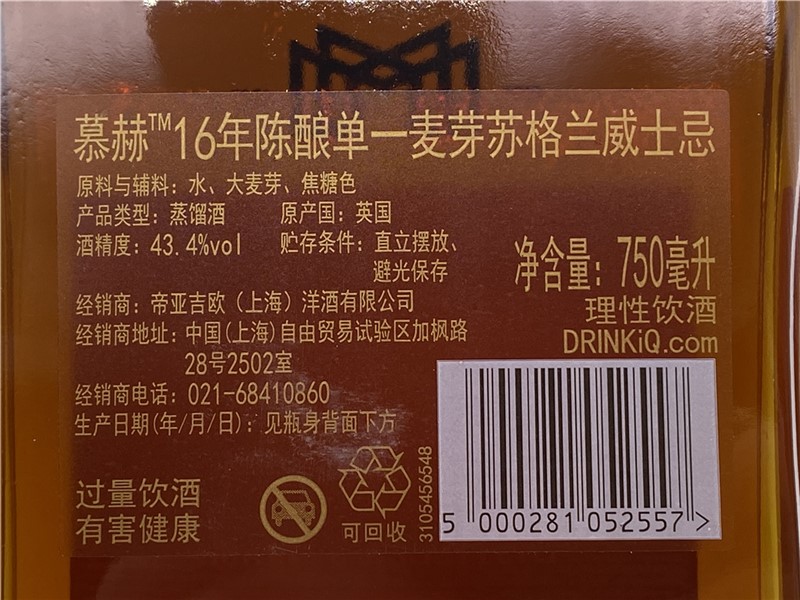 慕赫™16年陈酿单一麦芽苏格兰威士忌
原料与辅料：水、大麦芽、焦糖色
产品类型：蒸馏酒 原产国：英国
酒精度：43.4%vol 贮存条件：直立摆放、
避光保存
净含量：750毫升
理性饮酒
DRINKiQ.com
经销商：帝亚吉欧（上海）洋酒有限公司
经销商地址：中国(上海)自由贸易试验区加枫路
28号2502室
经销商电话：021-68410860
生产日期(年/月/日)：见瓶身背面下方
过量饮酒
有害健康
可回收
3105456548
5 000281 052557 >